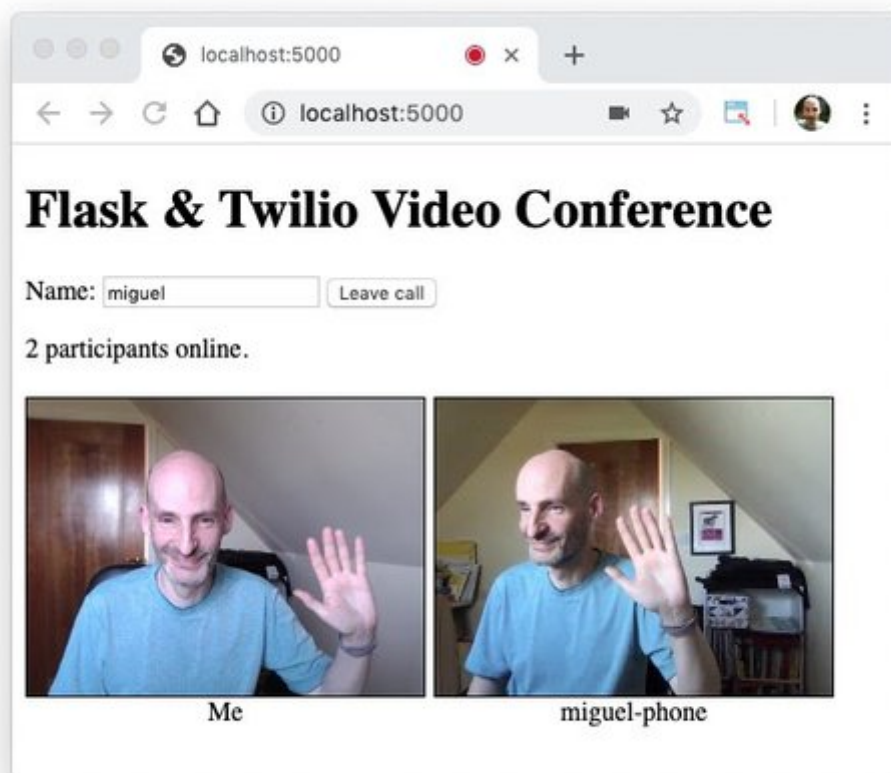 localhost:5000
localhost:5000
Flask & Twilio Video Conference
Name: miguel Leave call
2 participants online.
Me miguel-phone